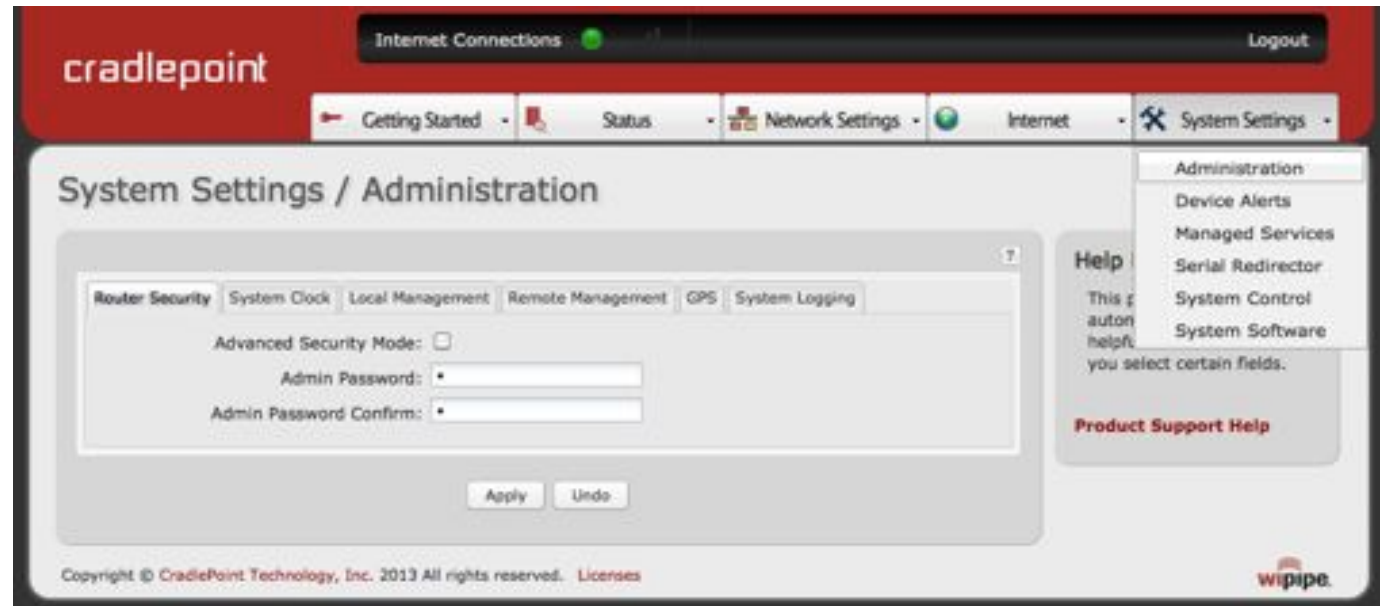 Internet Connections
Logout
cradlepoint
Getting Started
Status
Network Settings
Internet
System Settings
System Settings / Administration
Administration
Device Alerts
Managed Services
Serial Redirector
System Control
System Software
?
Help
This
you select certain fields.
Product Support Help
Router Security
System Clock
Local Management
Remote Management
GPS
System Logging
Advanced Security Mode:
Admin Password: •
Admin Password Confirm: •
Apply
Undo
Copyright © CradlePoint Technology, Inc. 2013 All rights reserved. Licenses
wipipe.